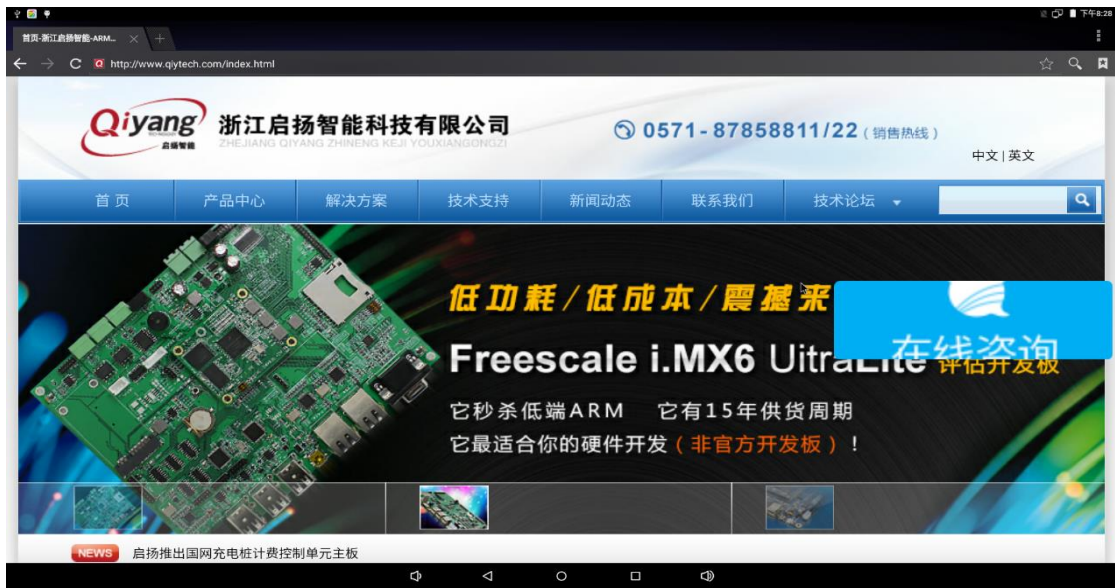 下午8:28
首页-浙江启扬智能-ARM...
http://www.qiytech.com/index.html
Qiyang
启扬智能
浙江启扬智能科技有限公司
ZHEJIANG QIYANG ZHINENG KEJI YOUXIANGONGZI
0571-87858811/22 (销售热线)
中文 | 英文
首 页 产品中心 解决方案 技术支持 新闻动态 联系我们 技术论坛
低功耗/低成本/震撼来
在线咨询
Freescale i.MX6 UitraLite 评估开发板
它秒杀低端ARM 它有15年供货周期
它最适合你的硬件开发(非官方开发板)!
NEWS 启扬推出国网充电桩计费控制单元主板